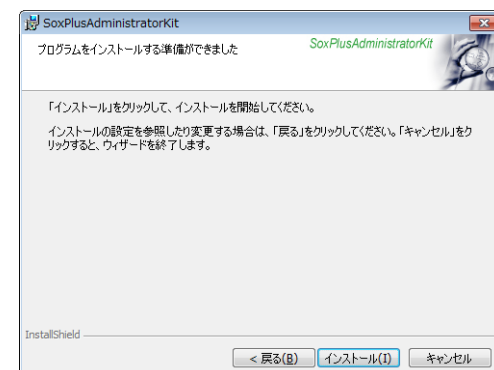 SoxPlusAdministratorKit
プログラムをインストールする準備ができました
SoxPlusAdministratorKit
「インストール」をクリックして、インストールを開始してください。
インストールの設定を参照したり変更する場合は、「戻る」をクリックしてください。「キャンセル」をク
リックすると、ウィザードを終了します。
InstallShield
< 戻る(B)
インストール(I)
キャンセル